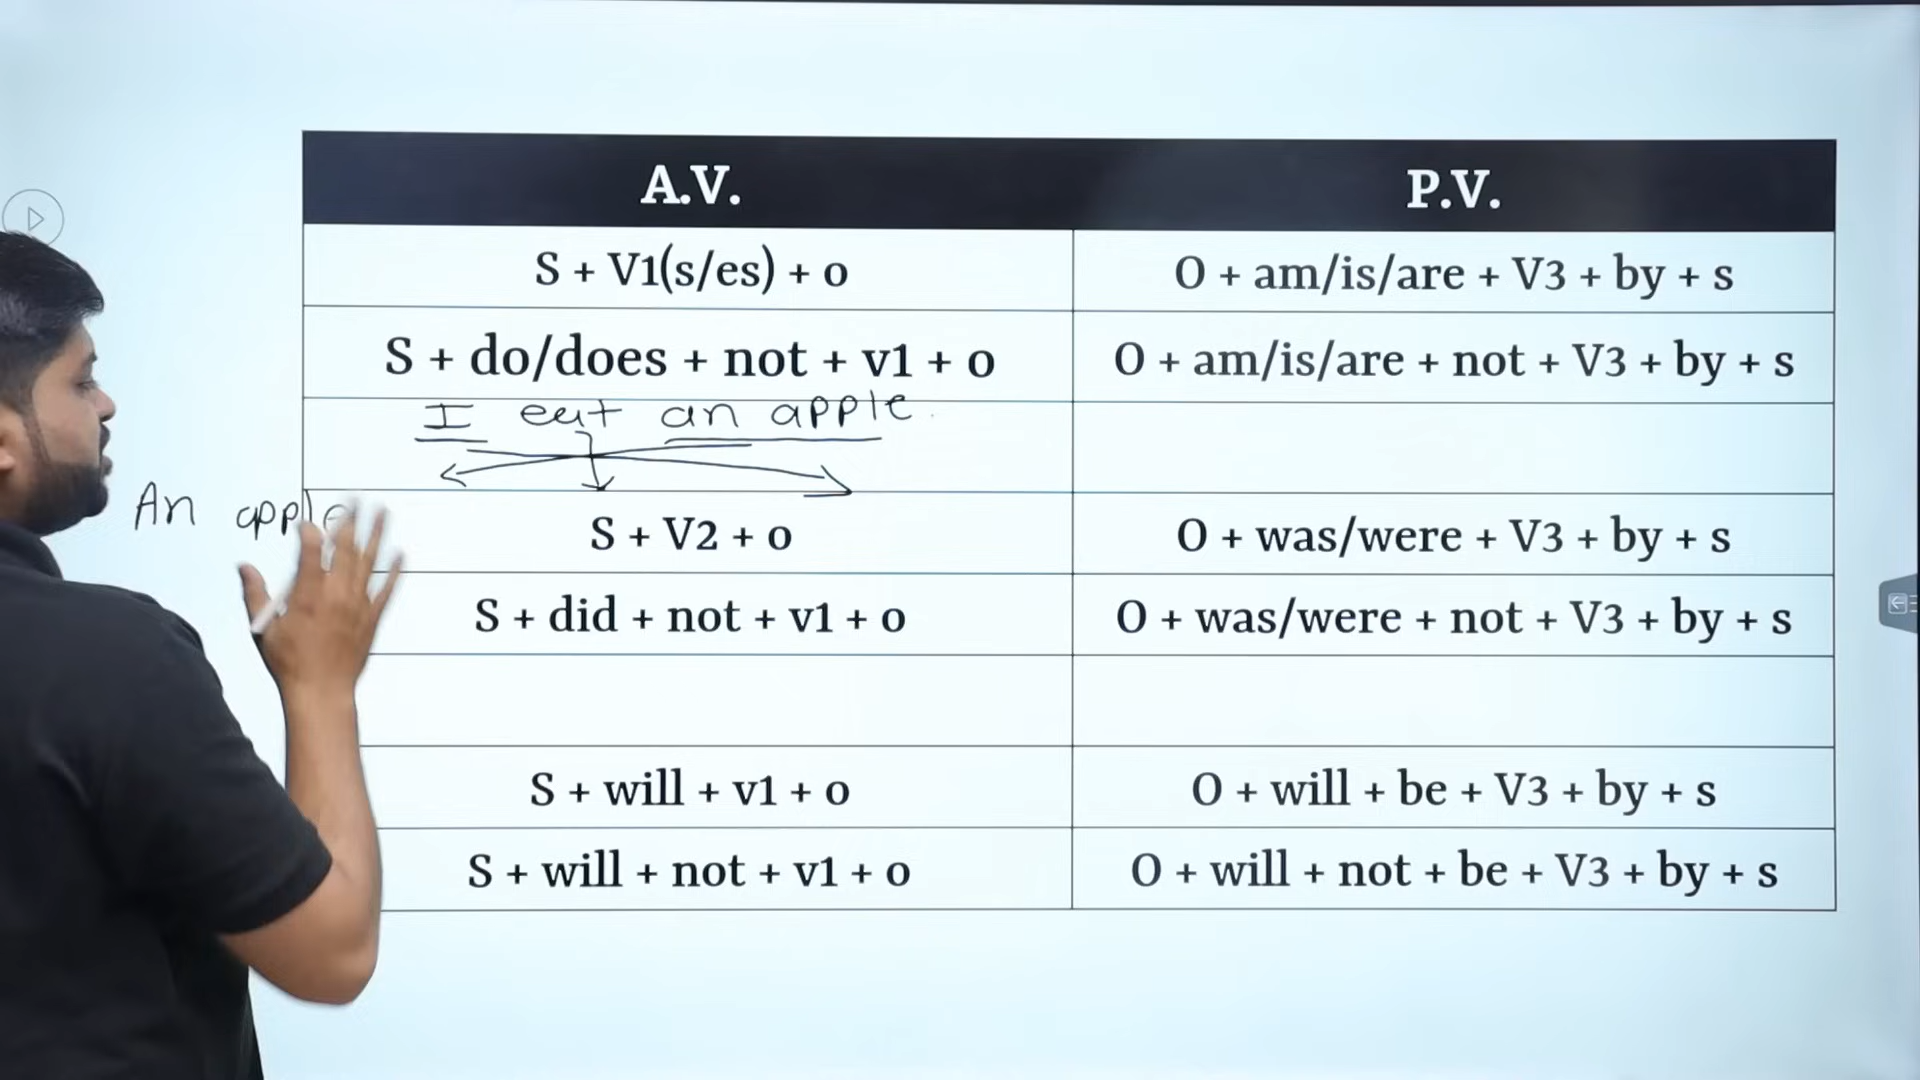 A.V. P.V.
S + V1(s/es) + o O + am/is/are + V3 + by + s
S + do/does + not + v1 + o O + am/is/are + not + V3 + by + s
I eat an apple.
An apple
S + V2 + o O + was/were + V3 + by + s
S + did + not + v1 + o O + was/were + not + V3 + by + s
S + will + v1 + o O + will + be + V3 + by + s
S + will + not + v1 + o O + will + not + be + V3 + by + s